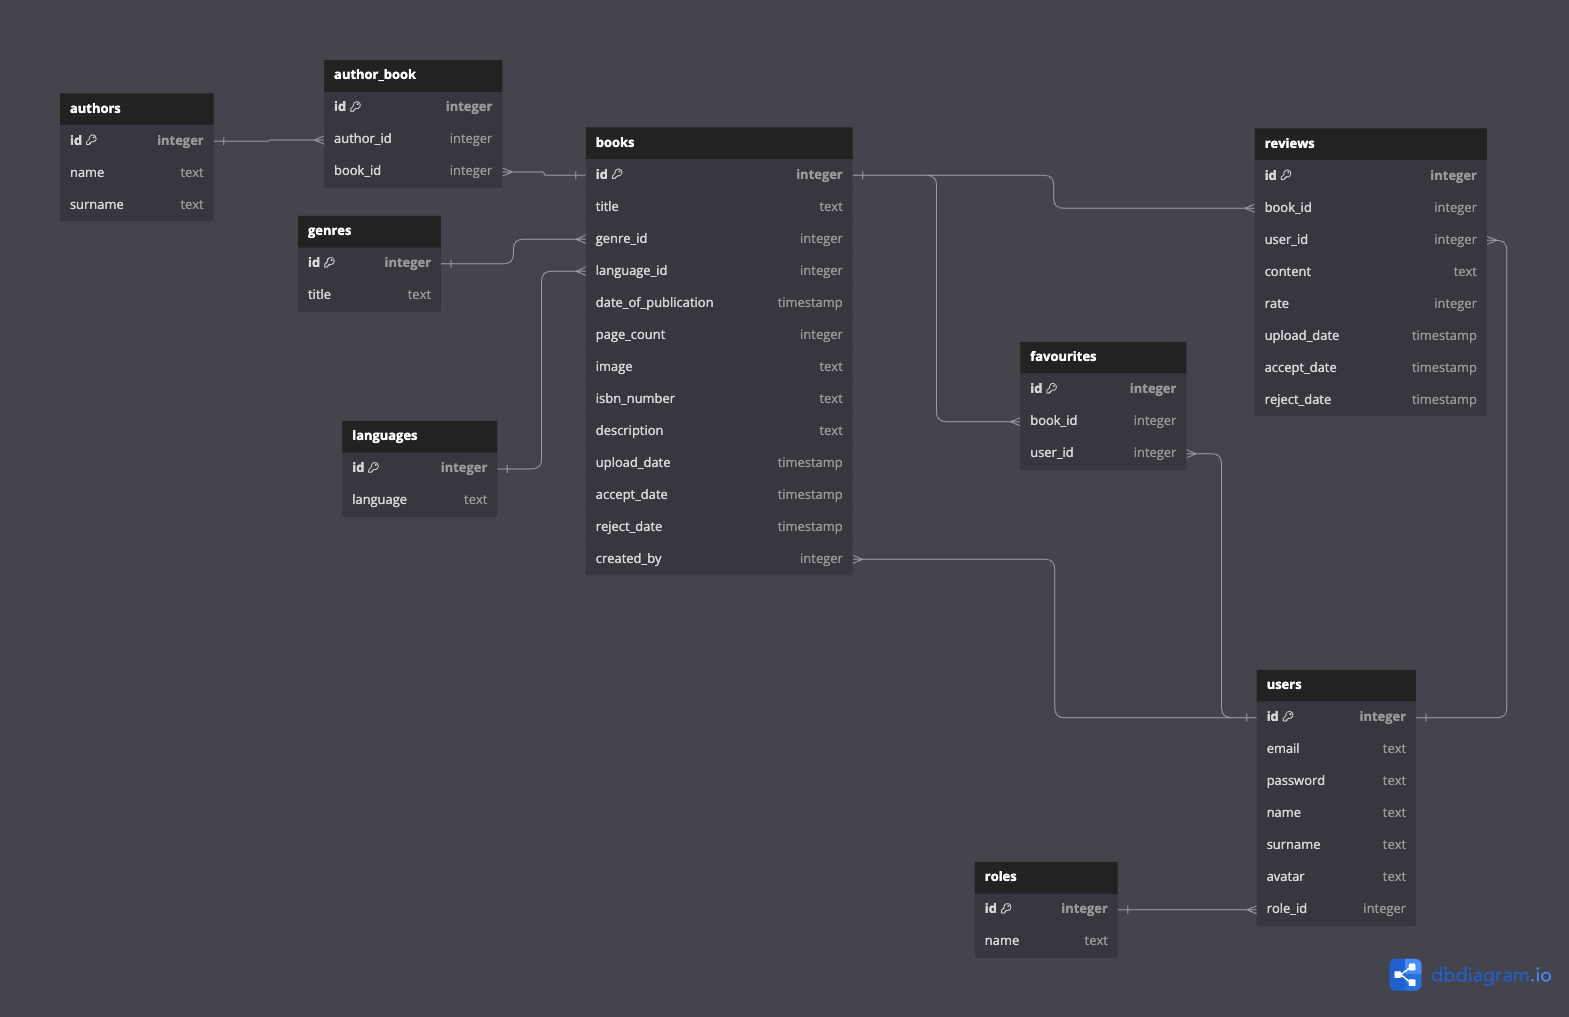 authors
id integer
name text
surname text
author_book
id integer
author_id integer
book_id integer
genres
id integer
title text
languages
id integer
language text
books
id integer
title text
genre_id integer
language_id integer
date_of_publication timestamp
page_count integer
image text
isbn_number text
description text
upload_date timestamp
accept_date timestamp
reject_date timestamp
created_by integer
favourites
id integer
book_id integer
user_id integer
reviews
id integer
book_id integer
user_id integer
content text
rate integer
upload_date timestamp
accept_date timestamp
reject_date timestamp
users
id integer
email text
password text
name text
surname text
avatar text
role_id integer
roles
id integer
name text
dbdiagram.io